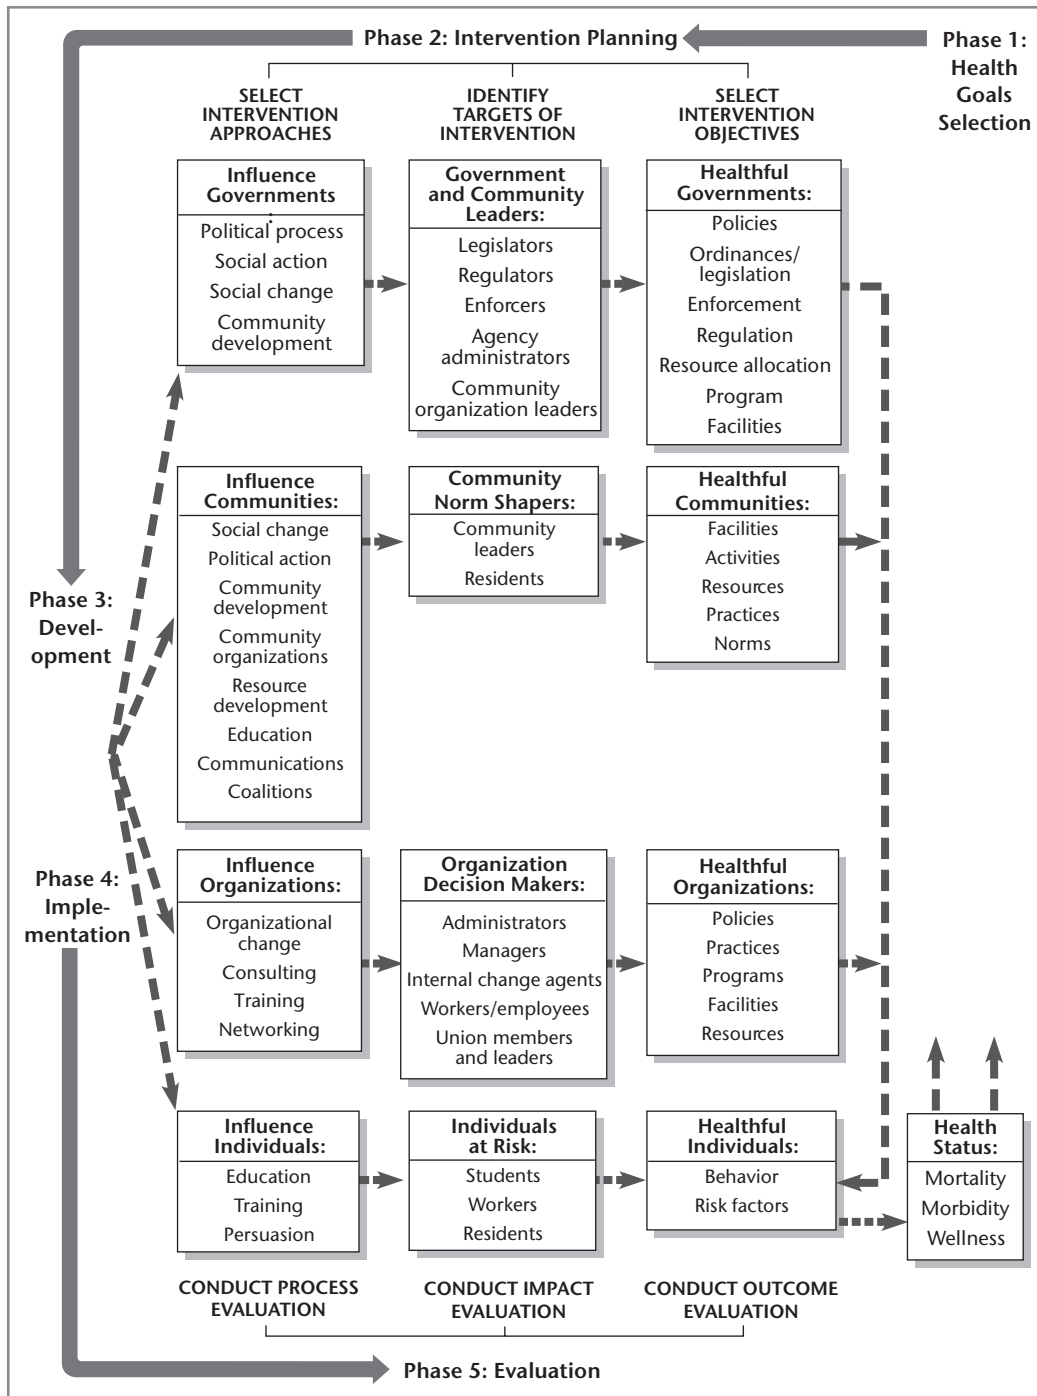 Phase 2: Intervention Planning
Phase 1:
Health
Goals
Selection
SELECT
INTERVENTION
APPROACHES
IDENTIFY
TARGETS OF
INTERVENTION
SELECT
INTERVENTION
OBJECTIVES
Influence
Governments
:
Political process
Social action
Social change
Community
development
Government
and Community
Leaders:
Legislators
Regulators
Enforcers
Agency
administrators
Community
organization leaders
Healthful
Governments:
Policies
Ordinances/
legislation
Enforcement
Regulation
Resource allocation
Program
Facilities
Influence
Communities:
Social change
Political action
Community
development
Community
organizations
Resource
development
Education
Communications
Coalitions
Community
Norm Shapers:
Community
leaders
Residents
Healthful
Communities:
Facilities
Activities
Resources
Practices
Norms
Phase 3:
Devel-
opment
Phase 4:
Imple-
mentation
Influence
Organizations:
Organizational
change
Consulting
Training
Networking
Organization
Decision Makers:
Administrators
Managers
Internal change agents
Workers/employees
Union members
and leaders
Healthful
Organizations:
Policies
Practices
Programs
Facilities
Resources
Influence
Individuals:
Education
Training
Persuasion
Individuals
at Risk:
Students
Workers
Residents
Healthful
Individuals:
Behavior
Risk factors
Health
Status:
Mortality
Morbidity
Wellness
CONDUCT PROCESS
EVALUATION
CONDUCT IMPACT
EVALUATION
CONDUCT OUTCOME
EVALUATION
Phase 5: Evaluation